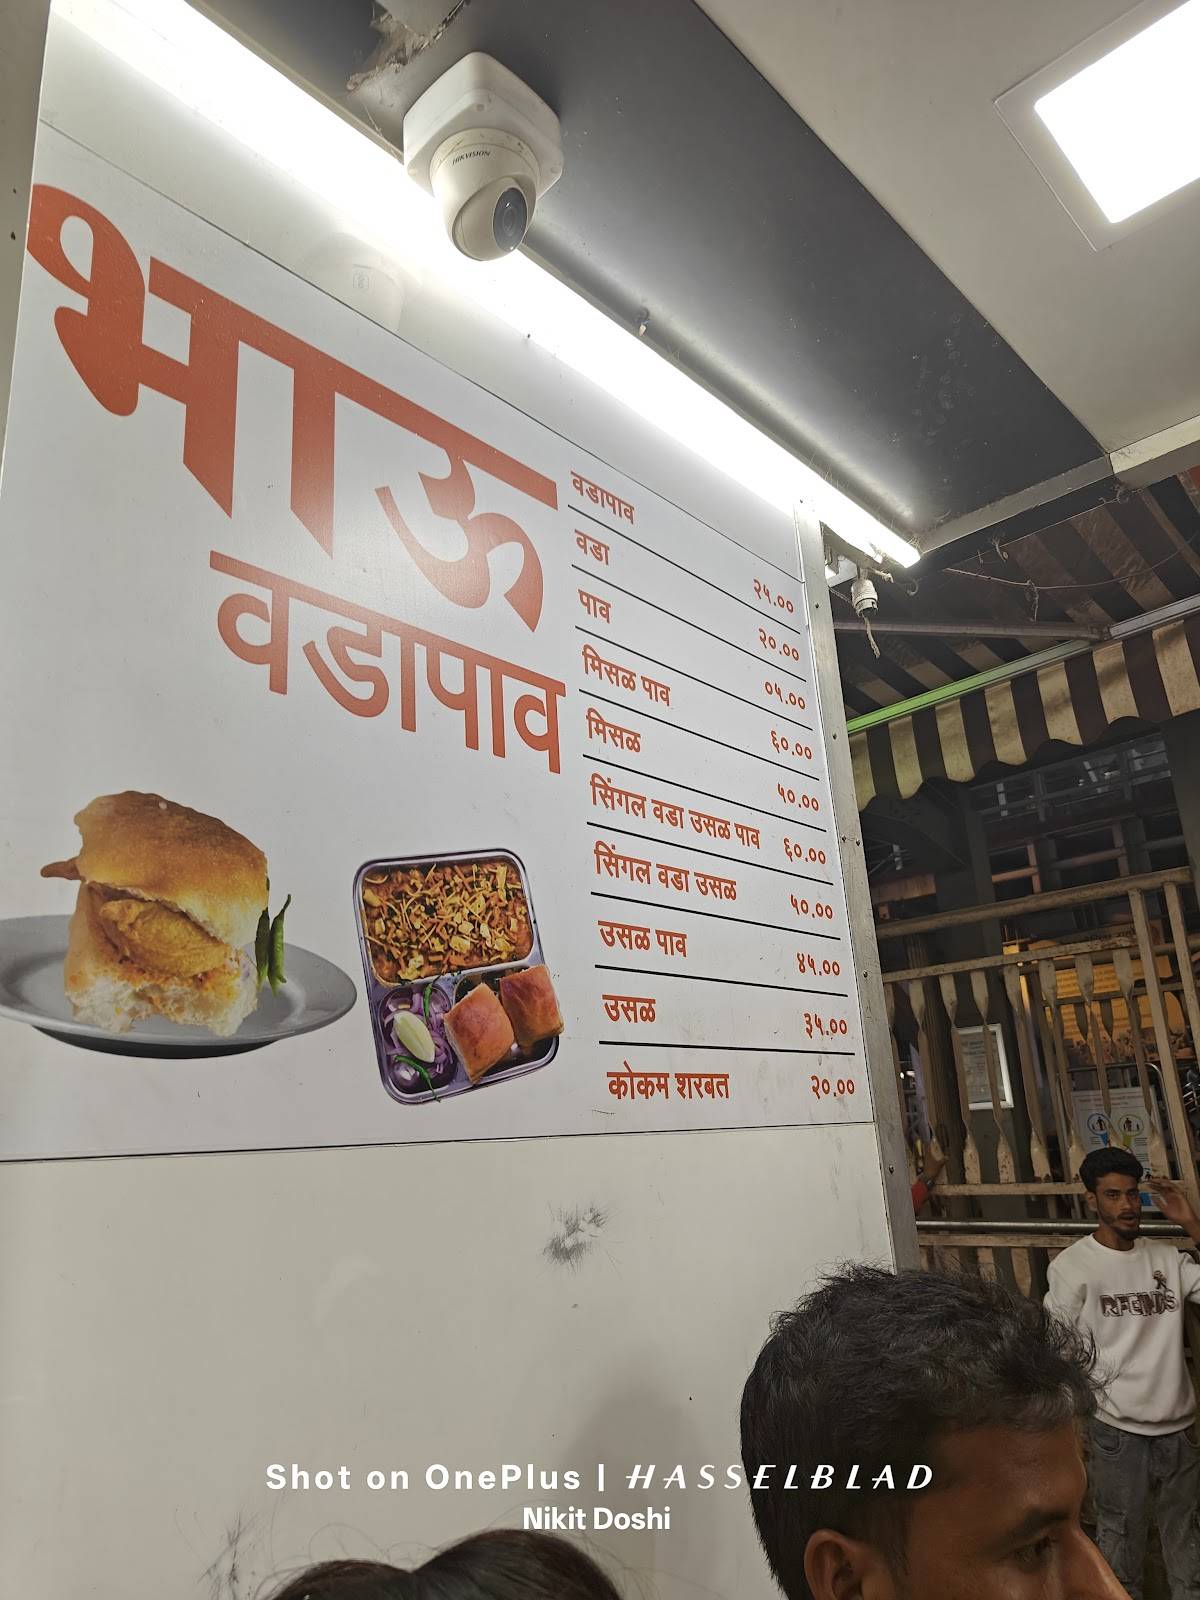 HIKVISION
भाऊ
वडापाव
वडापाव २५.००
वडा २०.००
पाव ०५.००
मिसळ पाव ६०.००
मिसळ ५०.००
सिंगल वडा उसळ पाव ६०.००
सिंगल वडा उसळ ५०.००
उसळ पाव ४५.००
उसळ ३५.००
कोकम शरबत २०.००
Shot on OnePlus | HASSELBLAD
Nikit Doshi